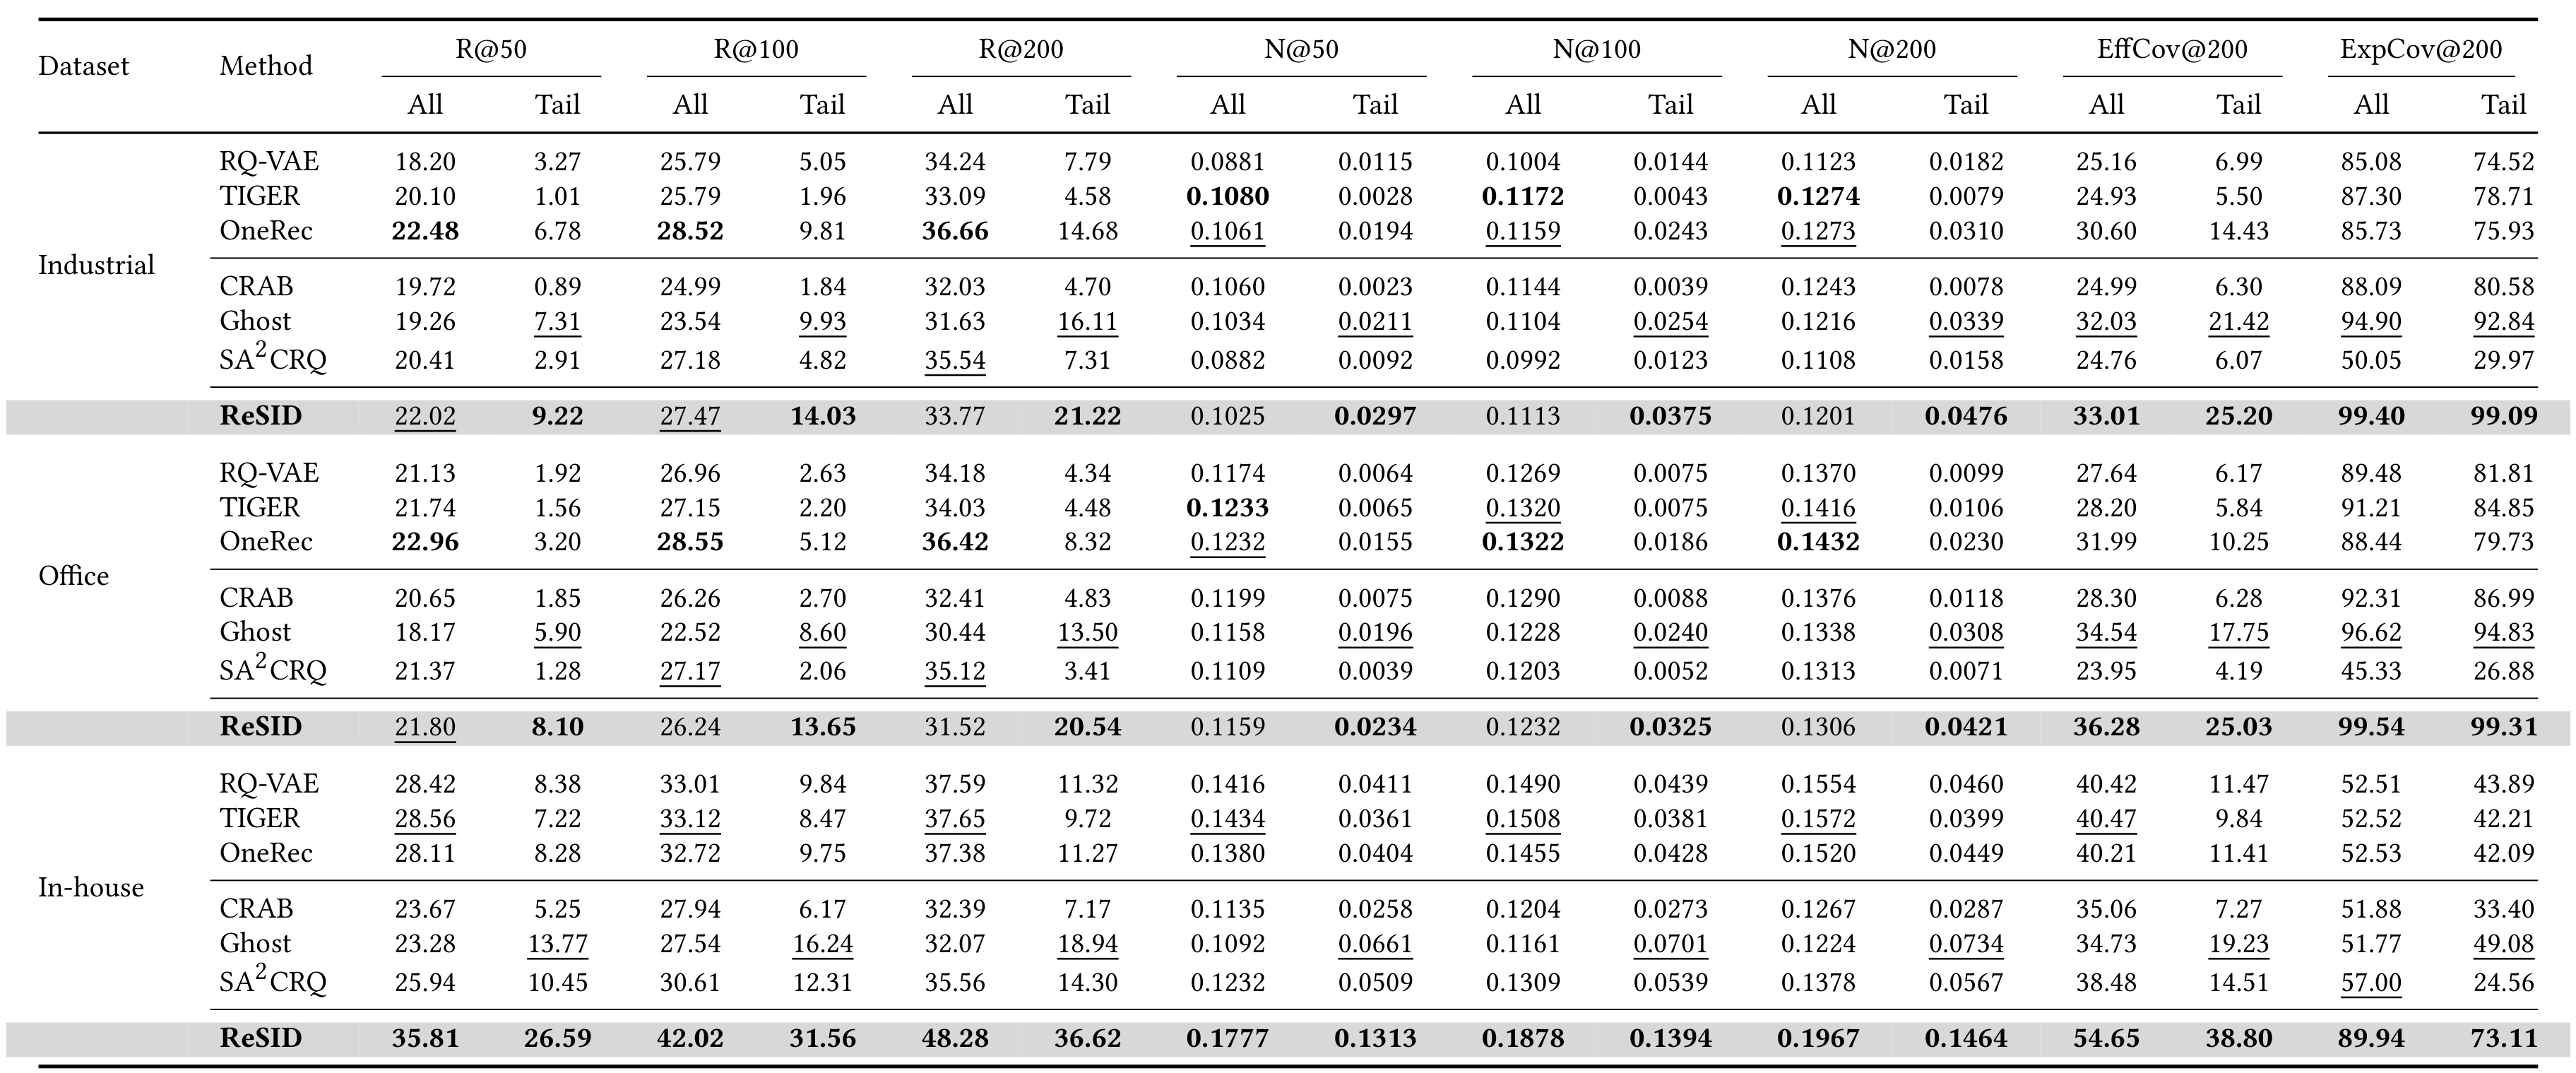 Dataset Method R@50 R@100 R@200 N@50 N@100 N@200 EffCov@200 ExpCov@200
All Tail All Tail All Tail All Tail All Tail All Tail All Tail All Tail
RQ-VAE 18.20 3.27 25.79 5.05 34.24 7.79 0.0881 0.0115 0.1004 0.0144 0.1123 0.0182 25.16 6.99 85.08 74.52
TIGER 20.10 1.01 25.79 1.96 33.09 4.58 0.1080 0.0028 0.1172 0.0043 0.1274 0.0079 24.93 5.50 87.30 78.71
OneRec 22.48 6.78 28.52 9.81 36.66 14.68 0.1061 0.0194 0.1159 0.0243 0.1273 0.0310 30.60 14.43 85.73 75.93
Industrial
CRAB 19.72 0.89 24.99 1.84 32.03 4.70 0.1060 0.0023 0.1144 0.0039 0.1243 0.0078 24.99 6.30 88.09 80.58
Ghost 19.26 7.31 23.54 9.93 31.63 16.11 0.1034 0.0211 0.1104 0.0254 0.1216 0.0339 32.03 21.42 94.90 92.84
SA²CRQ 20.41 2.91 27.18 4.82 35.54 7.31 0.0882 0.0092 0.0992 0.0123 0.1108 0.0158 24.76 6.07 50.05 29.97
ReSID 22.02 9.22 27.47 14.03 33.77 21.22 0.1025 0.0297 0.1113 0.0375 0.1201 0.0476 33.01 25.20 99.40 99.09
RQ-VAE 21.13 1.92 26.96 2.63 34.18 4.34 0.1174 0.0064 0.1269 0.0075 0.1370 0.0099 27.64 6.17 89.48 81.81
TIGER 21.74 1.56 27.15 2.20 34.03 4.48 0.1233 0.0065 0.1320 0.0075 0.1416 0.0106 28.20 5.84 91.21 84.85
OneRec 22.96 3.20 28.55 5.12 36.42 8.32 0.1232 0.0155 0.1322 0.0186 0.1432 0.0230 31.99 10.25 88.44 79.73
Office
CRAB 20.65 1.85 26.26 2.70 32.41 4.83 0.1199 0.0075 0.1290 0.0088 0.1376 0.0118 28.30 6.28 92.31 86.99
Ghost 18.17 5.90 22.52 8.60 30.44 13.50 0.1158 0.0196 0.1228 0.0240 0.1338 0.0308 34.54 17.75 96.62 94.83
SA²CRQ 21.37 1.28 27.17 2.06 35.12 3.41 0.1109 0.0039 0.1203 0.0052 0.1313 0.0071 23.95 4.19 45.33 26.88
ReSID 21.80 8.10 26.24 13.65 31.52 20.54 0.1159 0.0234 0.1232 0.0325 0.1306 0.0421 36.28 25.03 99.54 99.31
RQ-VAE 28.42 8.38 33.01 9.84 37.59 11.32 0.1416 0.0411 0.1490 0.0439 0.1554 0.0460 40.42 11.47 52.51 43.89
TIGER 28.56 7.22 33.12 8.47 37.65 9.72 0.1434 0.0361 0.1508 0.0381 0.1572 0.0399 40.47 9.84 52.52 42.21
OneRec 28.11 8.28 32.72 9.75 37.38 11.27 0.1380 0.0404 0.1455 0.0428 0.1520 0.0449 40.21 11.41 52.53 42.09
In-house
CRAB 23.67 5.25 27.94 6.17 32.39 7.17 0.1135 0.0258 0.1204 0.0273 0.1267 0.0287 35.06 7.27 51.88 33.40
Ghost 23.28 13.77 27.54 16.24 32.07 18.94 0.1092 0.0661 0.1161 0.0701 0.1224 0.0734 34.73 19.23 51.77 49.08
SA²CRQ 25.94 10.45 30.61 12.31 35.56 14.30 0.1232 0.0509 0.1309 0.0539 0.1378 0.0567 38.48 14.51 57.00 24.56
ReSID 35.81 26.59 42.02 31.56 48.28 36.62 0.1777 0.1313 0.1878 0.1394 0.1967 0.1464 54.65 38.80 89.94 73.11